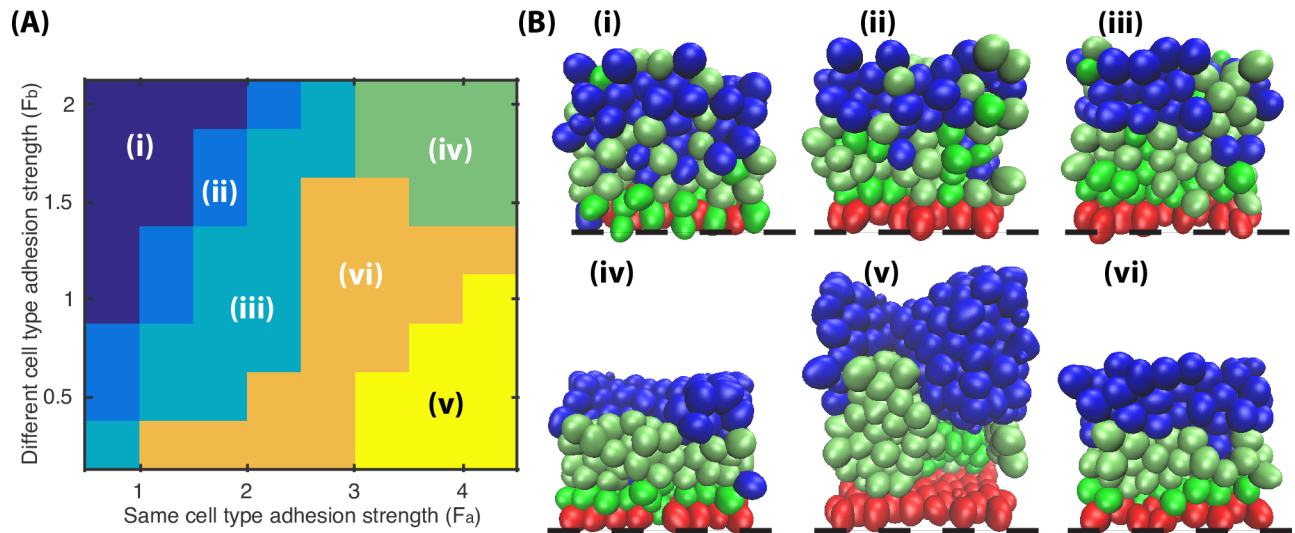 (A)
Different cell type adhesion strength (Fb)
2
1.5
1
0.5
(i)
(ii)
(iii)
(iv)
(v)
(vi)
1 2 3 4
Same cell type adhesion strength (Fa)
(B)
(i) (ii) (iii)
(iv) (v) (vi)